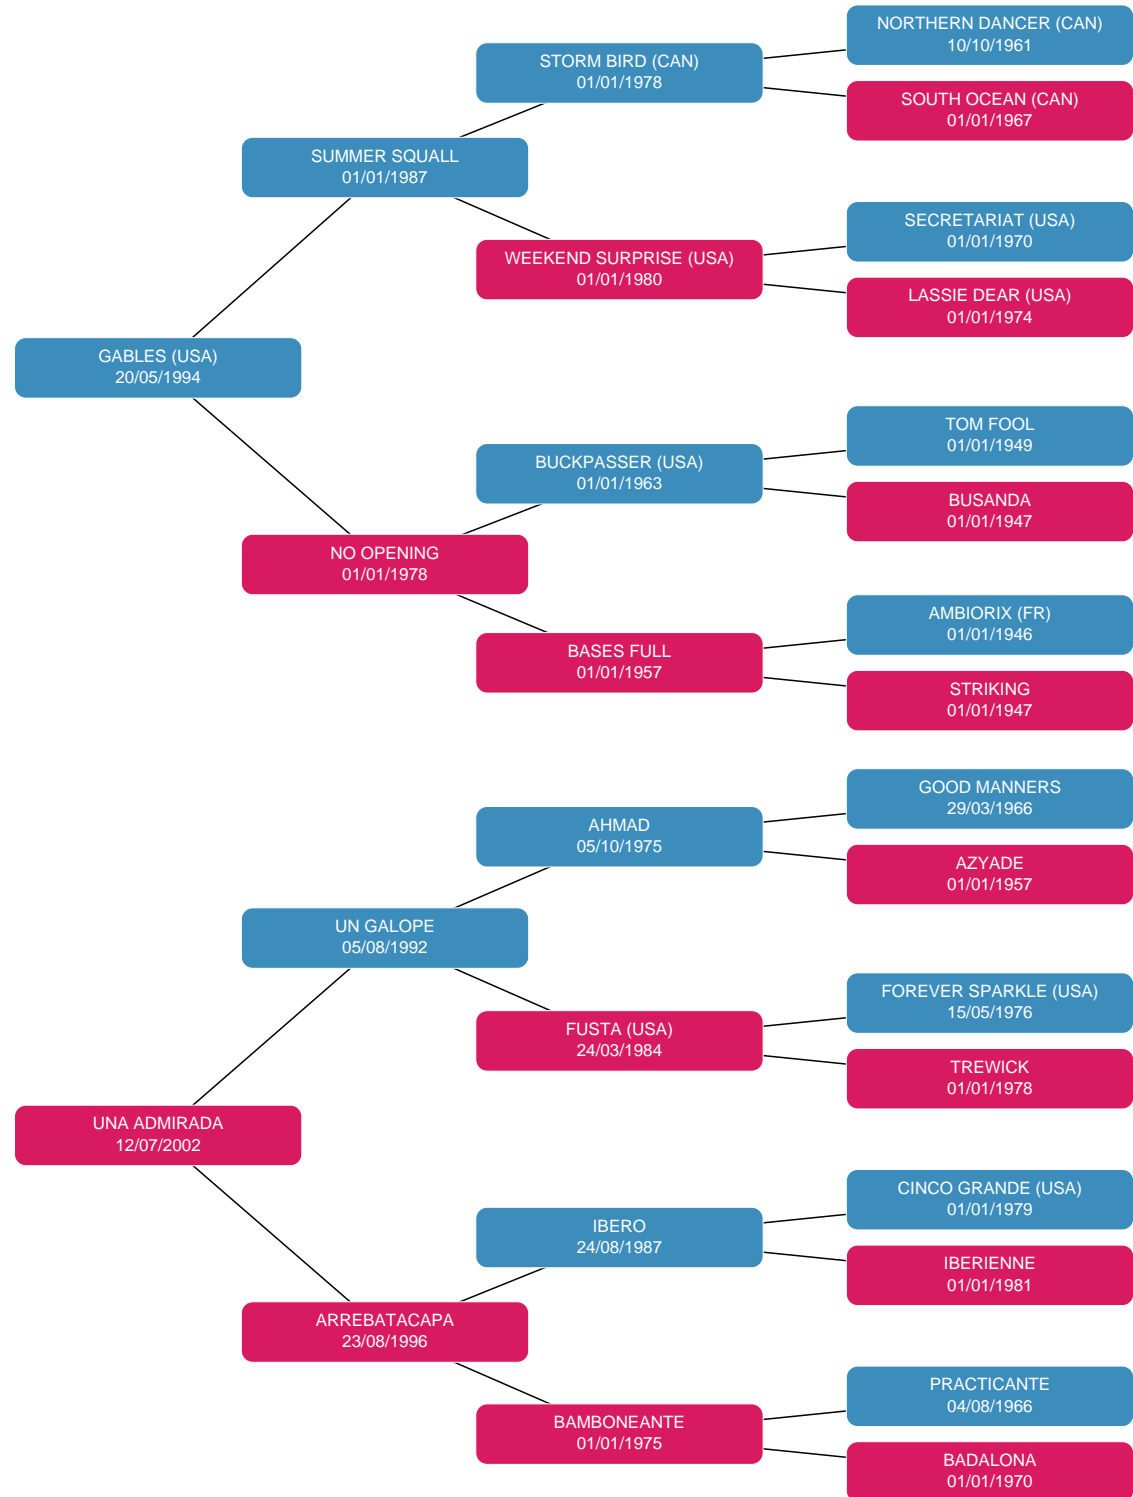 NORTHERN DANCER (CAN)
10/10/1961
STORM BIRD (CAN)
01/01/1978
SOUTH OCEAN (CAN)
01/01/1967
SUMMER SQUALL
01/01/1987
SECRETARIAT (USA)
01/01/1970
WEEKEND SURPRISE (USA)
01/01/1980
LASSIE DEAR (USA)
01/01/1974
GABLES (USA)
20/05/1994
TOM FOOL
01/01/1949
BUCKPASSER (USA)
01/01/1963
BUSANDA
01/01/1947
NO OPENING
01/01/1978
AMBIORIX (FR)
01/01/1946
BASES FULL
01/01/1957
STRIKING
01/01/1947
GOOD MANNERS
29/03/1966
AHMAD
05/10/1975
AZYADE
01/01/1957
UN GALOPE
05/08/1992
FOREVER SPARKLE (USA)
15/05/1976
FUSTA (USA)
24/03/1984
TREWICK
01/01/1978
UNA ADMIRADA
12/07/2002
CINCO GRANDE (USA)
01/01/1979
IBERO
24/08/1987
IBERIENNE
01/01/1981
ARREBATACAPA
23/08/1996
PRACTICANTE
04/08/1966
BAMBONEANTE
01/01/1975
BADALONA
01/01/1970